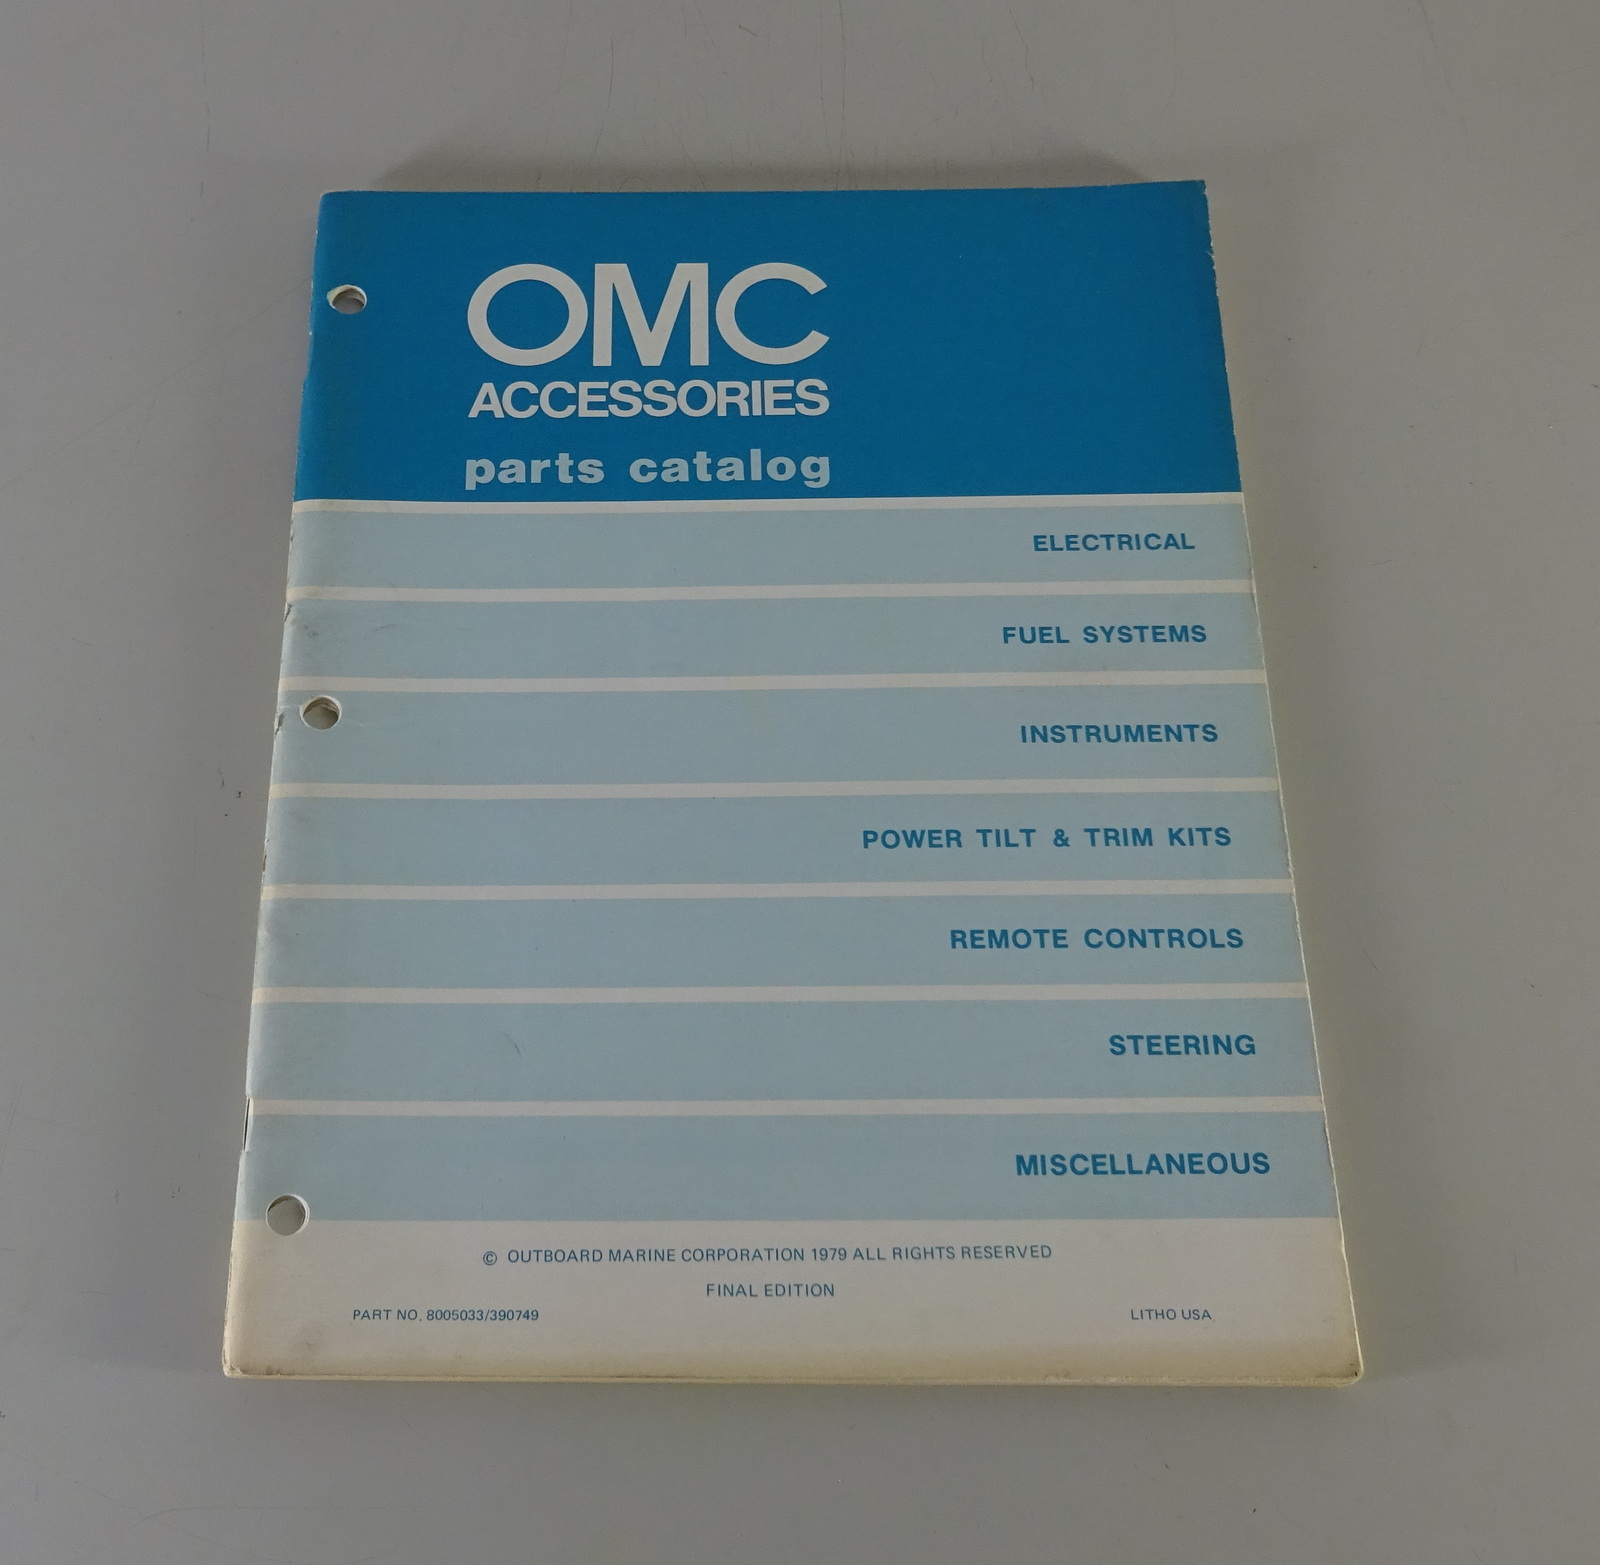 OMC
ACCESSORIES
parts catalog
ELECTRICAL
FUEL SYSTEMS
INSTRUMENTS
POWER TILT & TRIM KITS
REMOTE CONTROLS
STEERING
MISCELLANEOUS
© OUTBOARD MARINE CORPORATION 1979 ALL RIGHTS RESERVED
FINAL EDITION
PART NO. 8005033/390749 LITHO USA